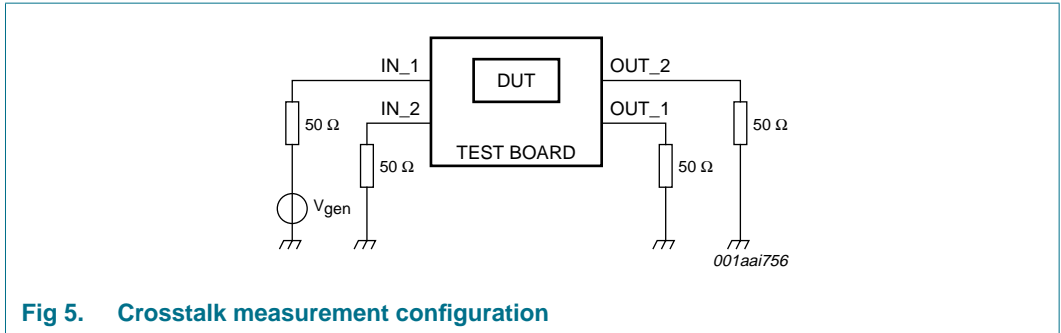 IN_1
OUT_2
DUT
IN_2
OUT_1
50 Ω
50 Ω
TEST BOARD
50 Ω
50 Ω
Vgen
001aai756
Fig 5. Crosstalk measurement configuration